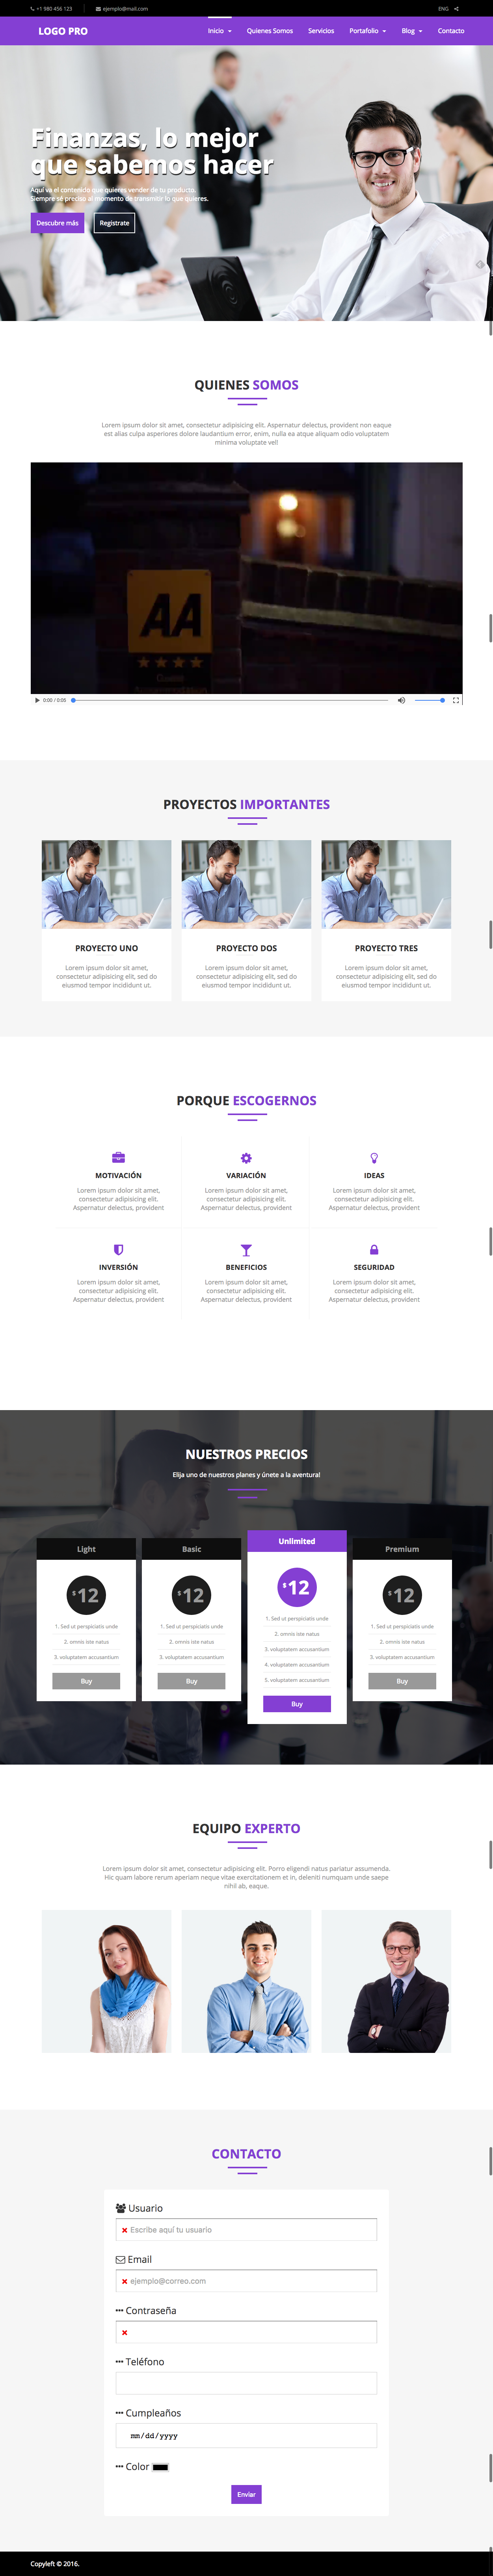 +1 980 456 123 ejemplo@mail.com ENG
LOGO PRO Inicio Quienes Somos Servicios Portafolio Blog Contacto
Finanzas, lo mejor
que sabemos hacer
Aquí va el contenido que quieres vender de tu producto.
Siempre sé preciso al momento de transmitir lo que quieres.
Descubre más Registrate
QUIENES SOMOS
Lorem ipsum dolor sit amet, consectetur adipisicing elit. Aspernatur delectus, provident non eaque
est alias culpa asperiores dolore laudantium error, enim, nulla ea atque aliquam odio voluptatem
minima voluptate vel!
AA
0:00 / 0:05
PROYECTOS IMPORTANTES
PROYECTO UNO
Lorem ipsum dolor sit amet,
consectetur adipisicing elit, sed do
eiusmod tempor incididunt ut.
PROYECTO DOS
Lorem ipsum dolor sit amet,
consectetur adipisicing elit, sed do
eiusmod tempor incididunt ut.
PROYECTO TRES
Lorem ipsum dolor sit amet,
consectetur adipisicing elit, sed do
eiusmod tempor incididunt ut.
PORQUE ESCOGERNOS
MOTIVACIÓN
Lorem ipsum dolor sit amet,
consectetur adipisicing elit.
Aspernatur delectus, provident
VARIACIÓN
Lorem ipsum dolor sit amet,
consectetur adipisicing elit.
Aspernatur delectus, provident
IDEAS
Lorem ipsum dolor sit amet,
consectetur adipisicing elit.
Aspernatur delectus, provident
INVERSIÓN
Lorem ipsum dolor sit amet,
consectetur adipisicing elit.
Aspernatur delectus, provident
BENEFICIOS
Lorem ipsum dolor sit amet,
consectetur adipisicing elit.
Aspernatur delectus, provident
SEGURIDAD
Lorem ipsum dolor sit amet,
consectetur adipisicing elit.
Aspernatur delectus, provident
NUESTROS PRECIOS
Elija uno de nuestros planes y únete a la aventura!
Light
$12
1. Sed ut perspiciatis unde
2. omnis iste natus
3. voluptatem accusantium
Buy
Basic
$12
1. Sed ut perspiciatis unde
2. omnis iste natus
3. voluptatem accusantium
Buy
Unlimited
$12
1. Sed ut perspiciatis unde
2. omnis iste natus
3. voluptatem accusantium
4. voluptatem accusantium
5. voluptatem accusantium
Buy
Premium
$12
1. Sed ut perspiciatis unde
2. omnis iste natus
3. voluptatem accusantium
Buy
EQUIPO EXPERTO
Lorem ipsum dolor sit amet, consectetur adipisicing elit. Porro eligendi natus pariatur assumenda.
Hic quam labore rerum aperiam neque vitae exercitationem et in, deleniti numquam unde saepe
nihil ab, eaque.
CONTACTO
Usuario
Escribe aquí tu usuario
Email
ejemplo@correo.com
Contraseña
Teléfono
Cumpleaños
mm/dd/yyyy
Color
Enviar
Copyleft © 2016.